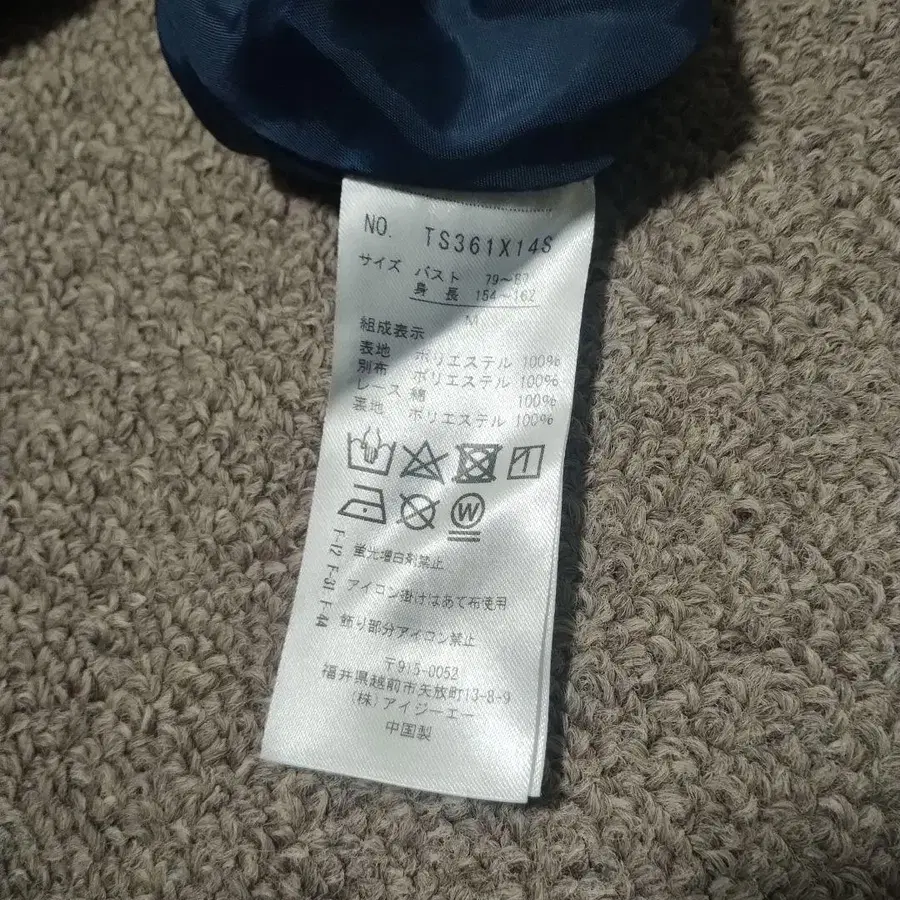 NO. TS361X14S
サイズ バスト 79〜87
身長 154〜162
M
組成表示
表地 ポリエステル 100%
別布 ポリエステル 100%
レース 綿 100%
裏地 ポリエステル 100%
W
蛍光増白剤禁止
アイロン掛けはあて布使用
飾り部分アイロン禁止
〒915-0052
福井県越前市矢放町13-8-9
(株)アイジーエー
中国製